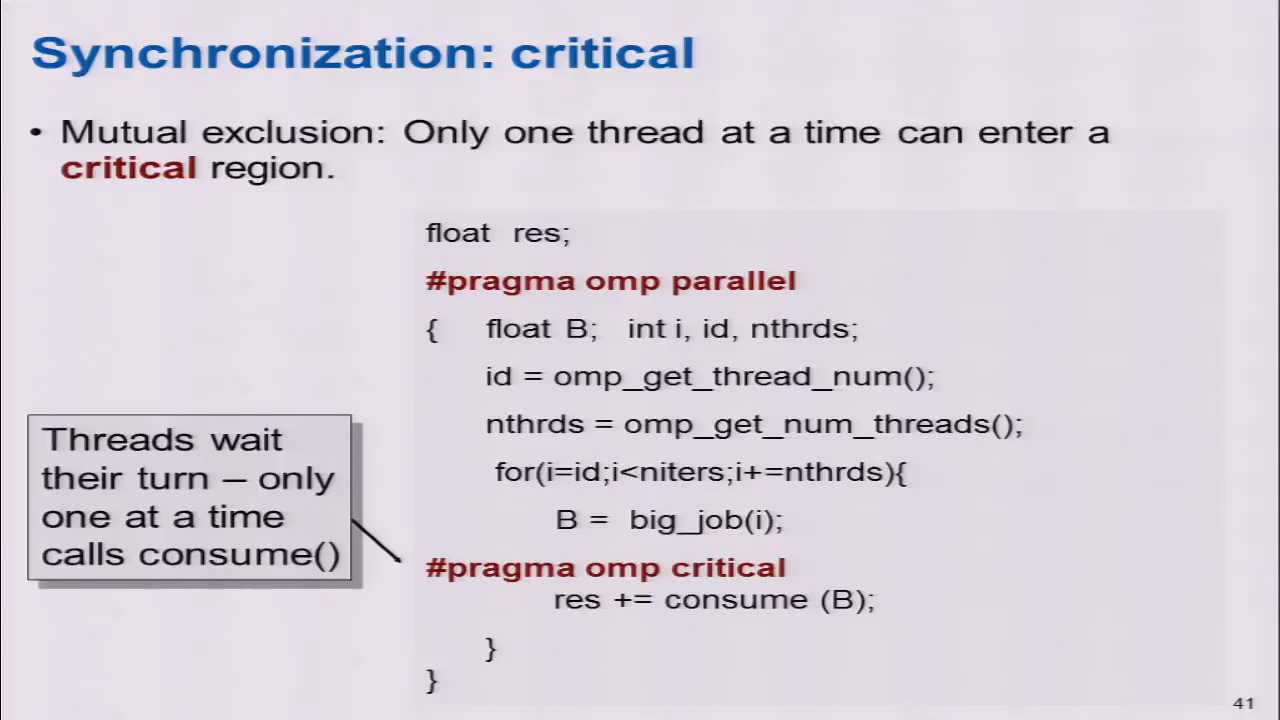 Synchronization: critical
• Mutual exclusion: Only one thread at a time can enter a
critical region.
float res;
#pragma omp parallel
{ float B; int i, id, nthrds;
id = omp_get_thread_num();
nthrds = omp_get_num_threads();
for(i=id;i<niters;i+=nthrds){
B = big_job(i);
#pragma omp critical
res += consume (B);
}
}
Threads wait
their turn – only
one at a time
calls consume()
41